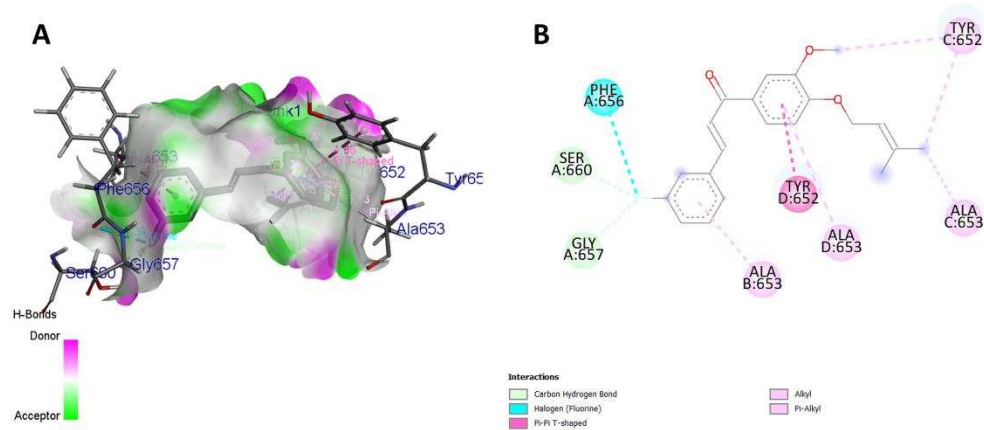 A
Phe656
Gly657
Ser660
H-Bonds
Donor
Acceptor
Pi T-shaped
652
Tyr65
Ala653
B
PHE
A:656
SER
A:660
GLY
A:657
O
O
O
TYR
D:652
ALA
B:653
ALA
D:653
TYR
C:652
ALA
C:653
Interactions
Carbon Hydrogen Bond
Halogen (Fluorine)
Pi-Pi T-shaped
Alkyl
Pi-Alkyl